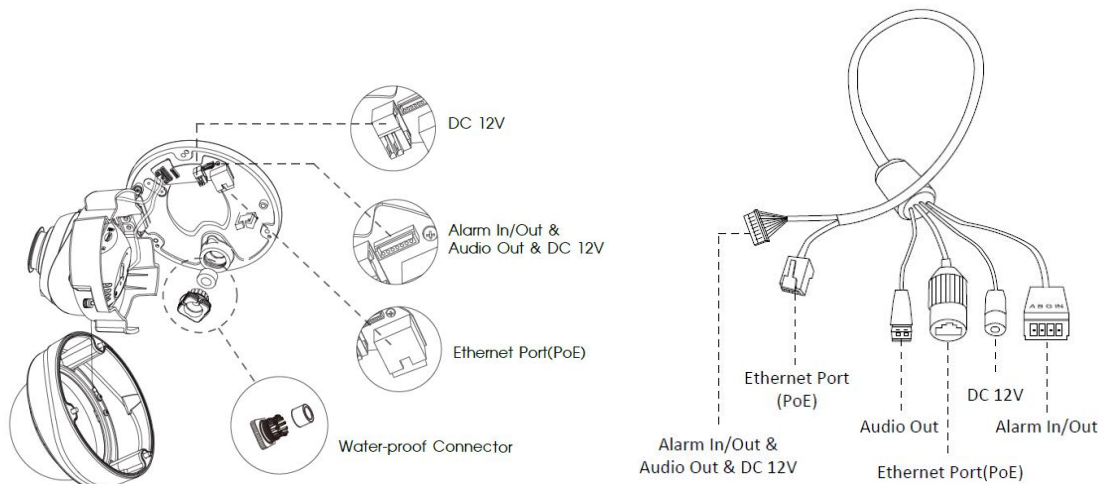 DC 12V
Alarm In/Out &
Audio Out & DC 12V
Ethernet Port(PoE)
Water-proof Connector
A B G IN
Ethernet Port
(PoE)
Alarm In/Out &
Audio Out & DC 12V
Audio Out
Ethernet Port(PoE)
DC 12V
Alarm In/Out